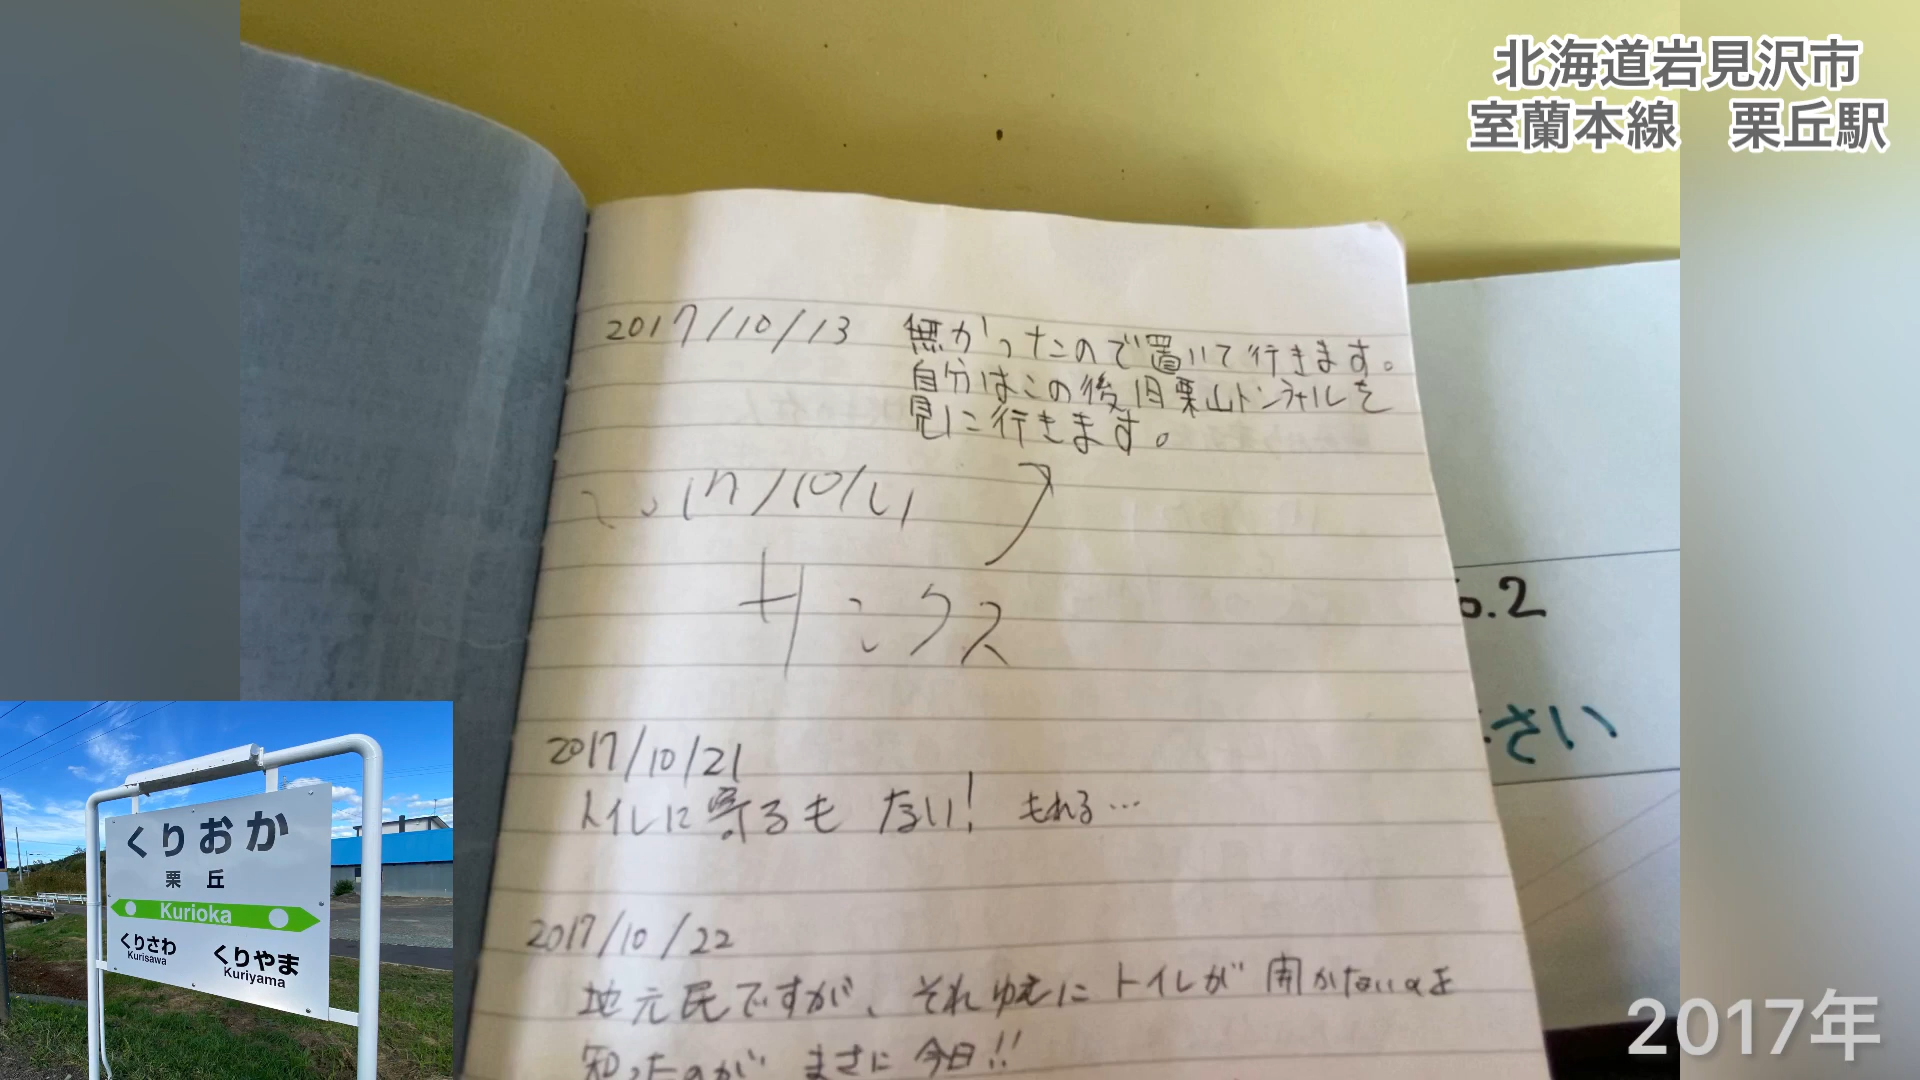 北海道岩見沢市
室蘭本線 栗丘駅
2017/10/13 無かったので置いて行きます。
自分はこの後旧栗山トンネルを
見に行きます。
2017/10/21
サンクス
2017/10/21
トイレに寄るも ない! もれる…
2017/10/22
地元民ですが、それゆえにトイレが開かないのを
知ったのが まさに 今日!!
.2
さい
くりおか
栗丘
Kurioka
くりさわ
Kurisawa
くりやま
Kuriyama
2017年